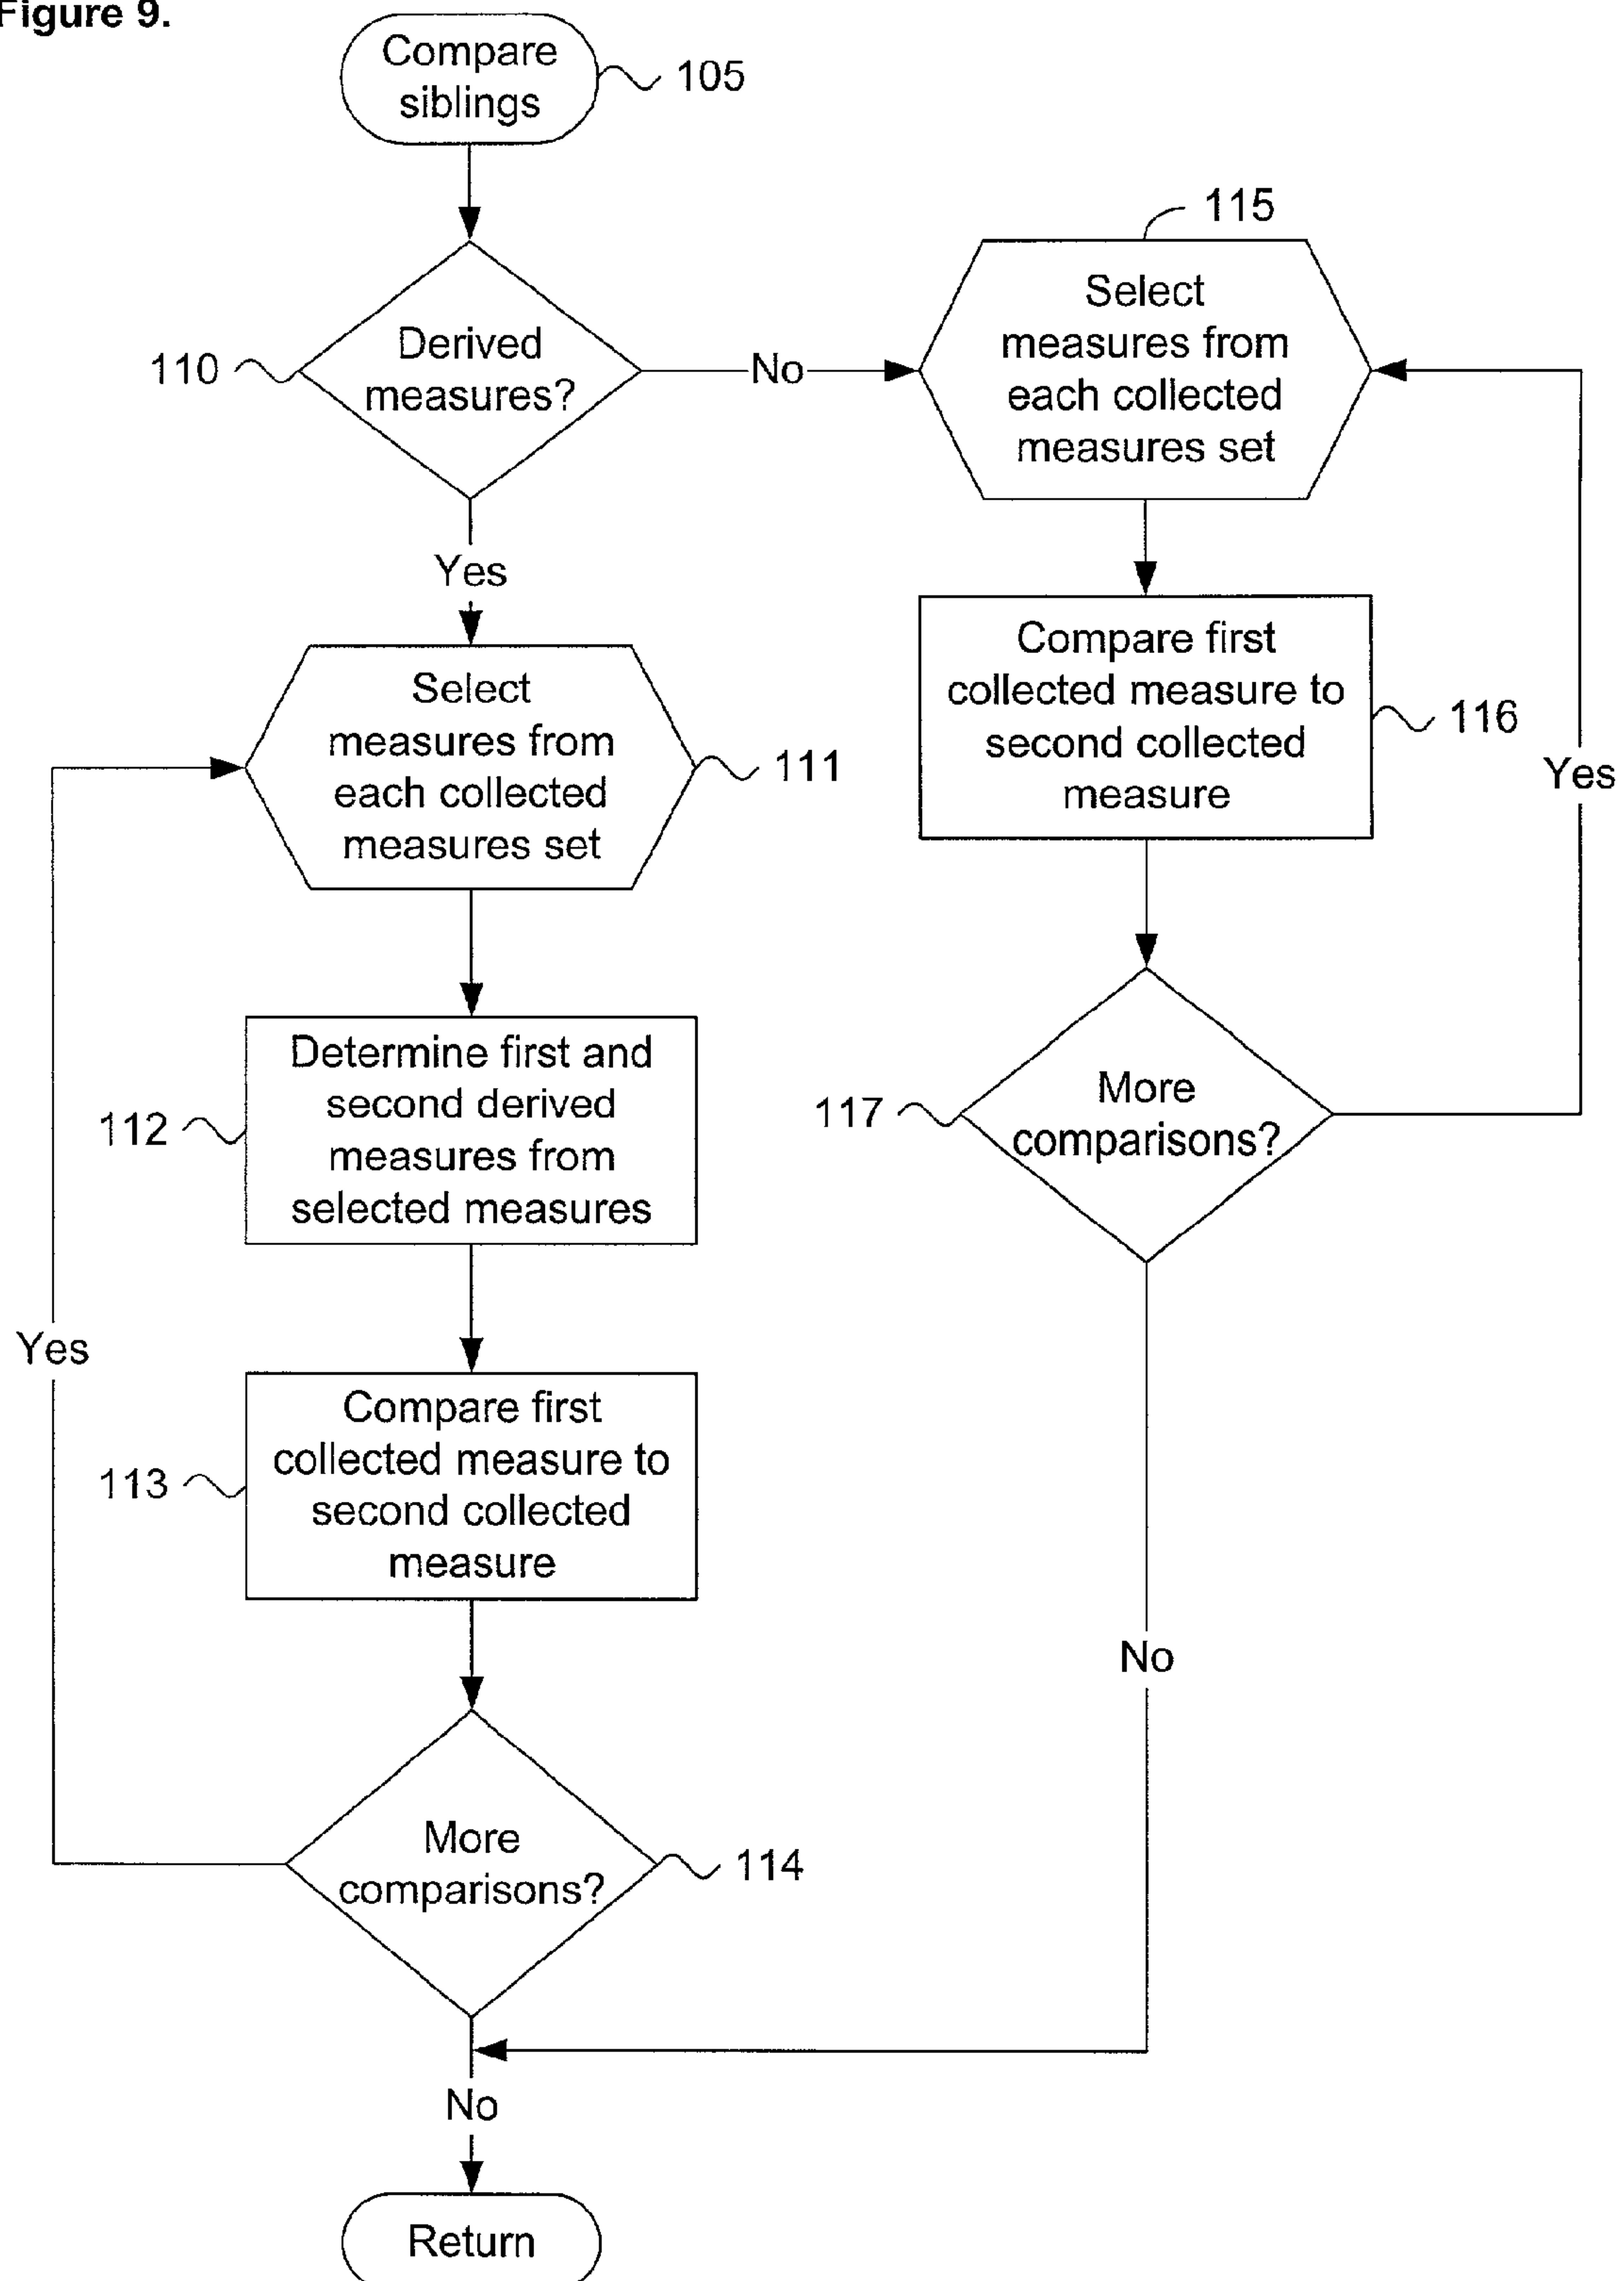 Figure 9.
Compare
siblings
105
110
Derived
measures?
No
Yes
115
Select
measures from
each collected
measures set
Compare first
collected measure to
second collected
measure
116
Yes
117
More
comparisons?
No
Select
measures from
each collected
measures set
111
112
Determine first and
second derived
measures from
selected measures
Yes
113
Compare first
collected measure to
second collected
measure
More
comparisons?
114
No
Return